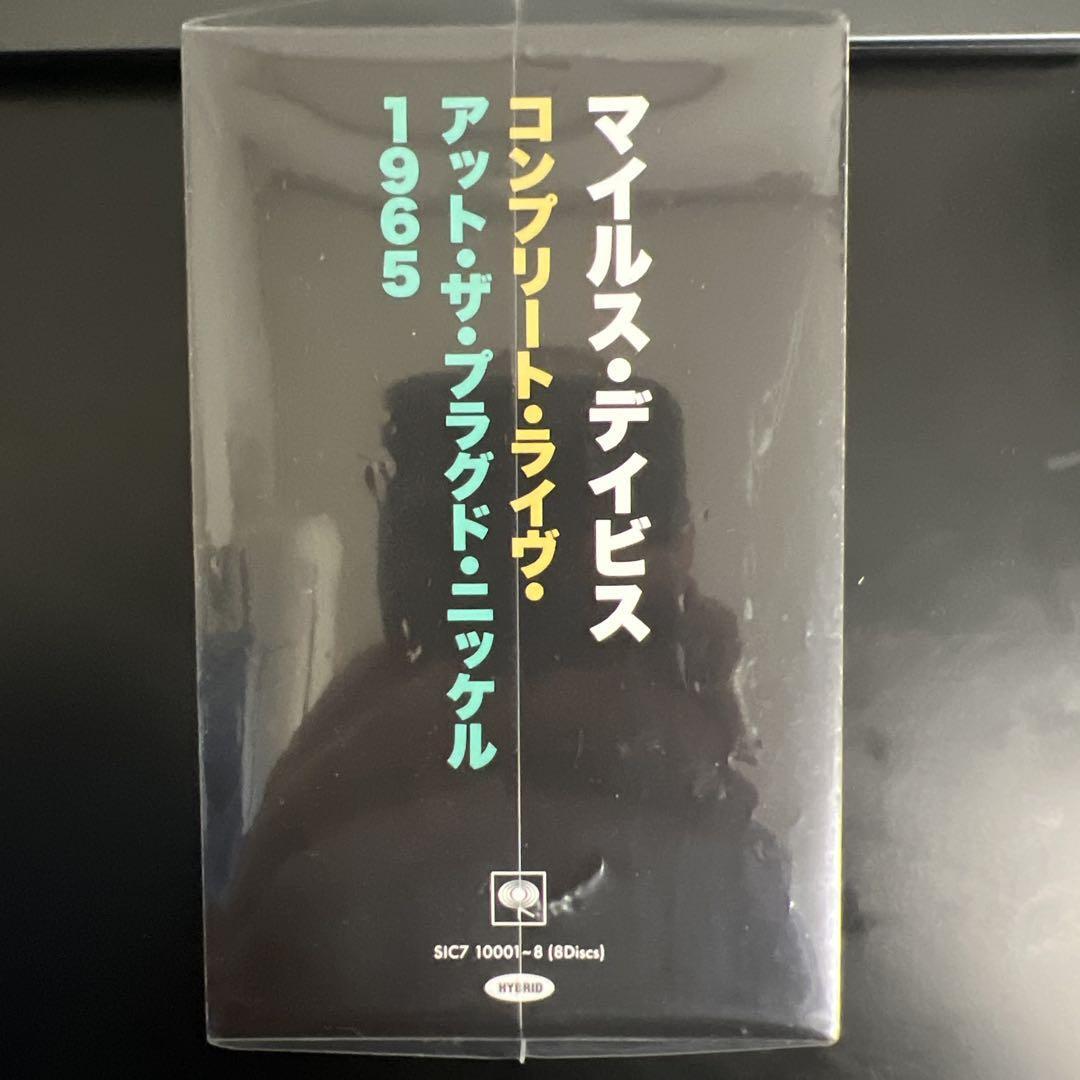 マイルス・デイビス
コンプリート・ライヴ・
アット・ザ・プラグド・ニッケル
1965
SIC7 10001~8 (8Discs)
HYBRID